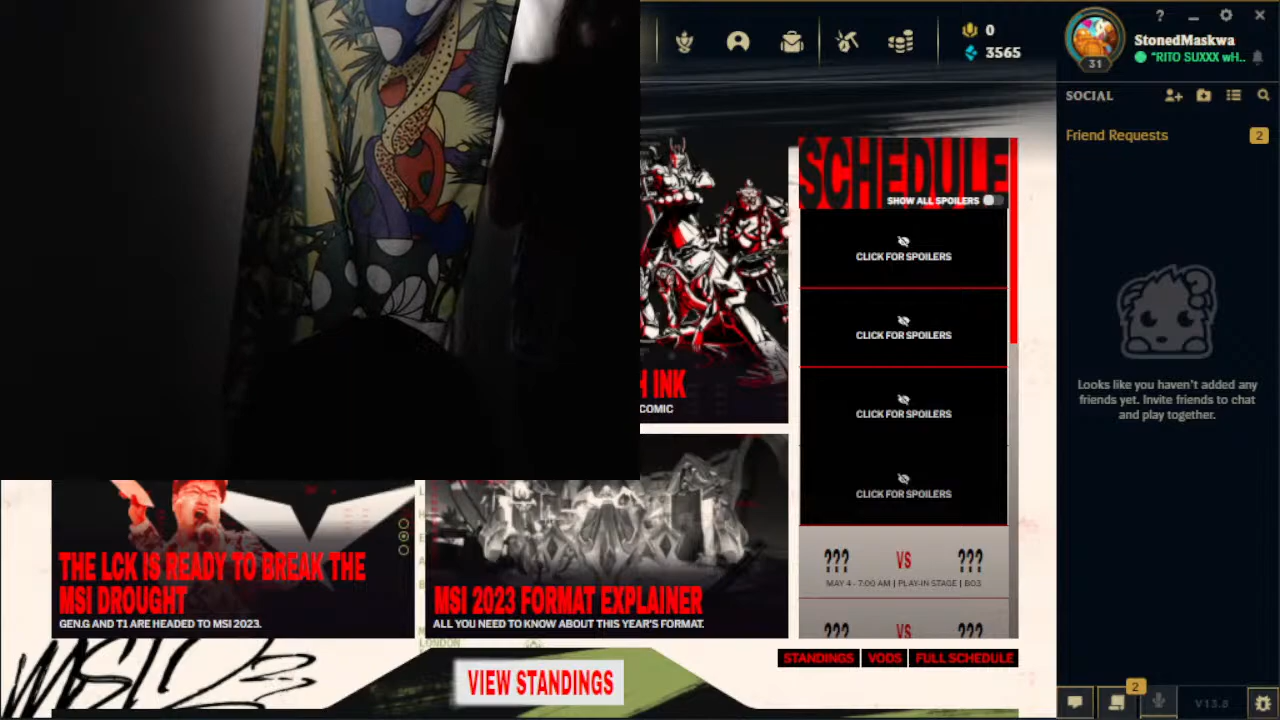 0
3565
?
StonedMaskwa
31
"RITO SUXXX wH..
SOCIAL
Friend Requests
2
Looks like you haven't added any
friends yet. Invite friends to chat
and play together.
SCHEDULE
SHOW ALL SPOILERS
CLICK FOR SPOILERS
CLICK FOR SPOILERS
CLICK FOR SPOILERS
CLICK FOR SPOILERS
??? VS ???
MAY 4 - 7:00 AM | PLAY-IN STAGE | BO3
??? VS ???
INK
COMIC
THE LCK IS READY TO BREAK THE
MSI DROUGHT
GEN.G AND T1 ARE HEADED TO MSI 2023.
MSI 2023 FORMAT EXPLAINER
ALL YOU NEED TO KNOW ABOUT THIS YEAR'S FORMAT.
LONDON
STANDINGS
VODS
FULL SCHEDULE
MSI 23
VIEW STANDINGS
2
V13.8